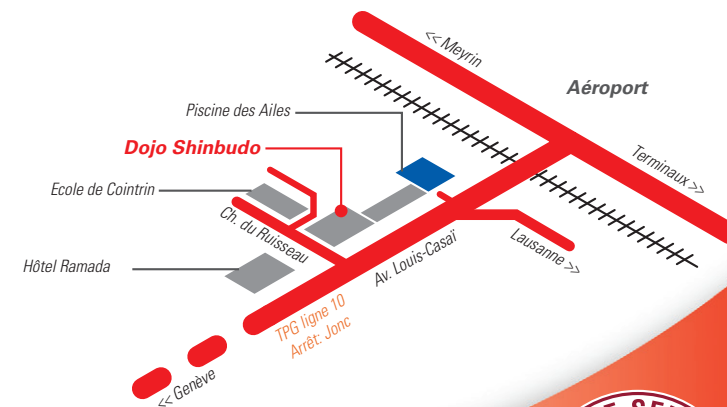 << Meyrin
Aéroport
Piscine des Ailes
Dojo Shinbudo
Terminaux >>
Ecole de Cointrin
Ch. du Ruisseau
Av. Louis-Casaï
Lausanne >>
Hôtel Ramada
TPG ligne 10
Arrêt: Jonc
<< Genève